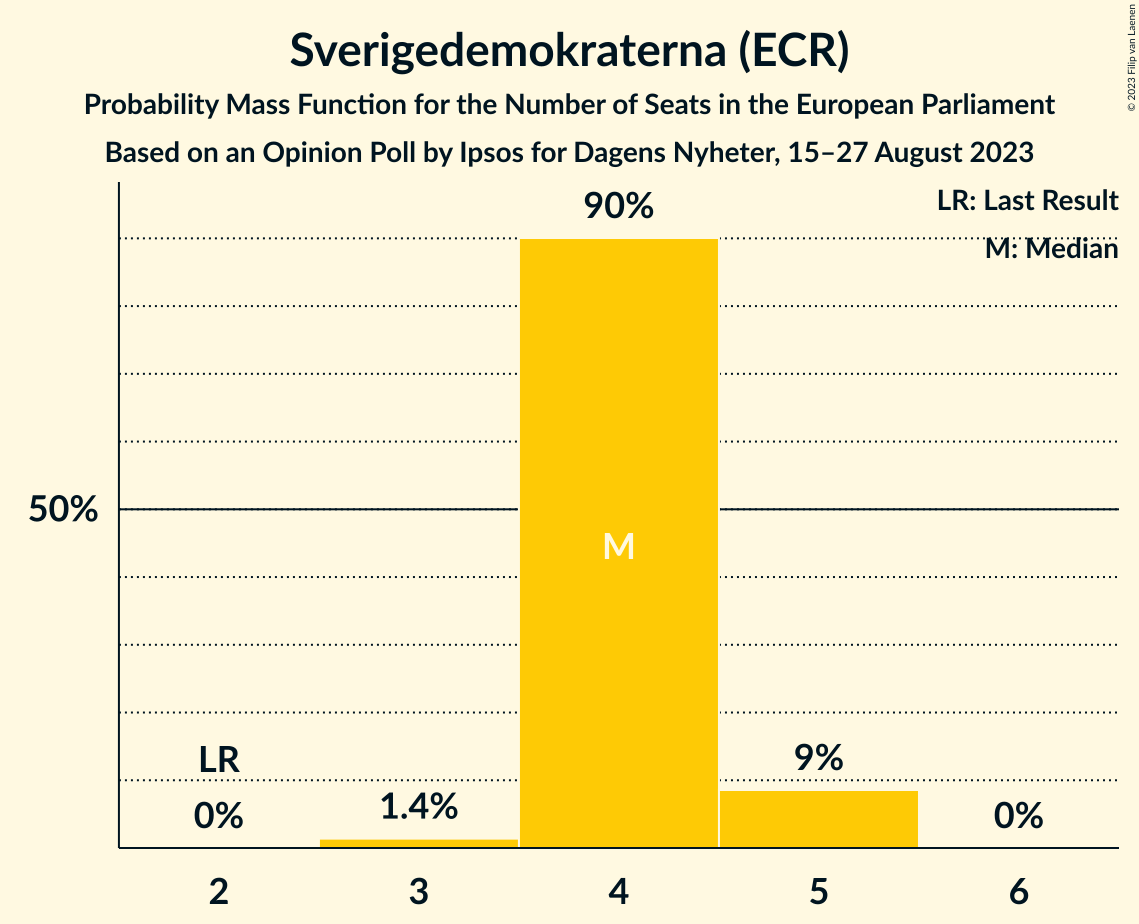 Sverigedemokraterna (ECR)
Probability Mass Function for the Number of Seats in the European Parliament
Based on an Opinion Poll by Ipsos for Dagens Nyheter, 15–27 August 2023
© 2023 Filip van Laenen
LR: Last Result
M: Median
90%
50%
M
LR
0%
1.4%
9%
0%
2 3 4 5 6